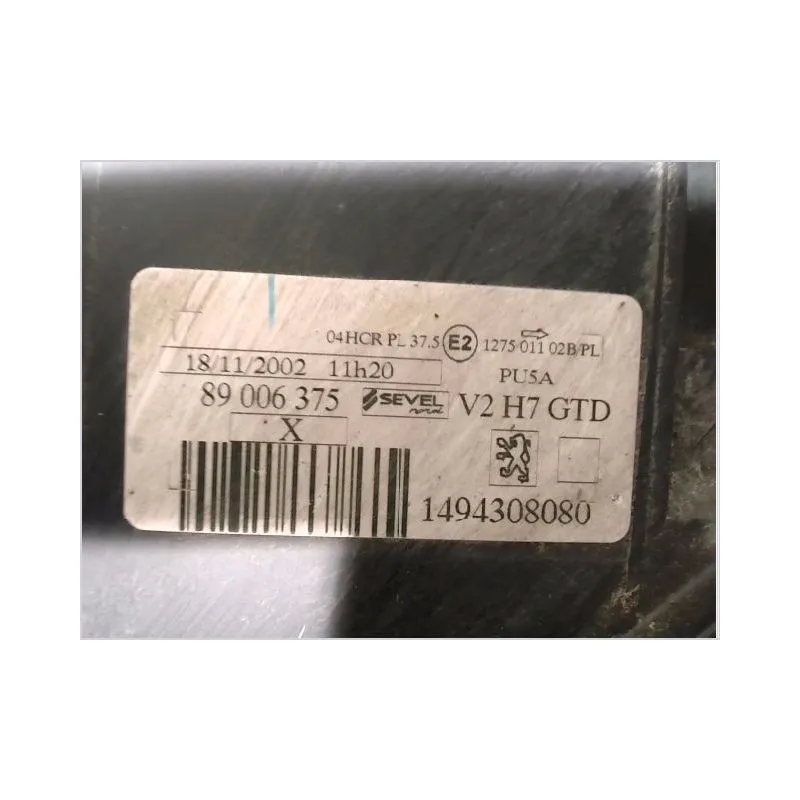 04HCR PL 37.5 E2 1275 011 02B/PL
18/11/2002 11h20 PU5A
89 006 375 SEVEL nord V2 H7 GTD
X
1494308080